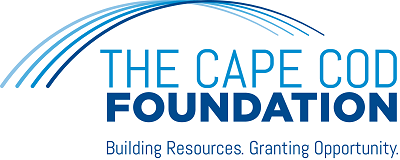 THE CAPE COD
FOUNDATION
Building Resources. Granting Opportunity.